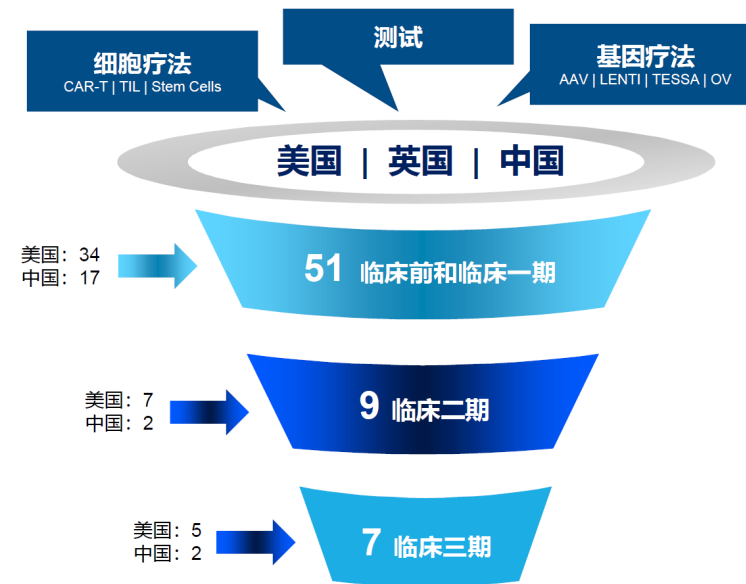 细胞疗法
CAR-T | TIL | Stem Cells
测试
基因疗法
AAV | LENTI | TESSA | OV
美国 | 英国 | 中国
美国：34
中国：17
51 临床前和临床一期
美国：7
中国：2
9 临床二期
美国：5
中国：2
7 临床三期